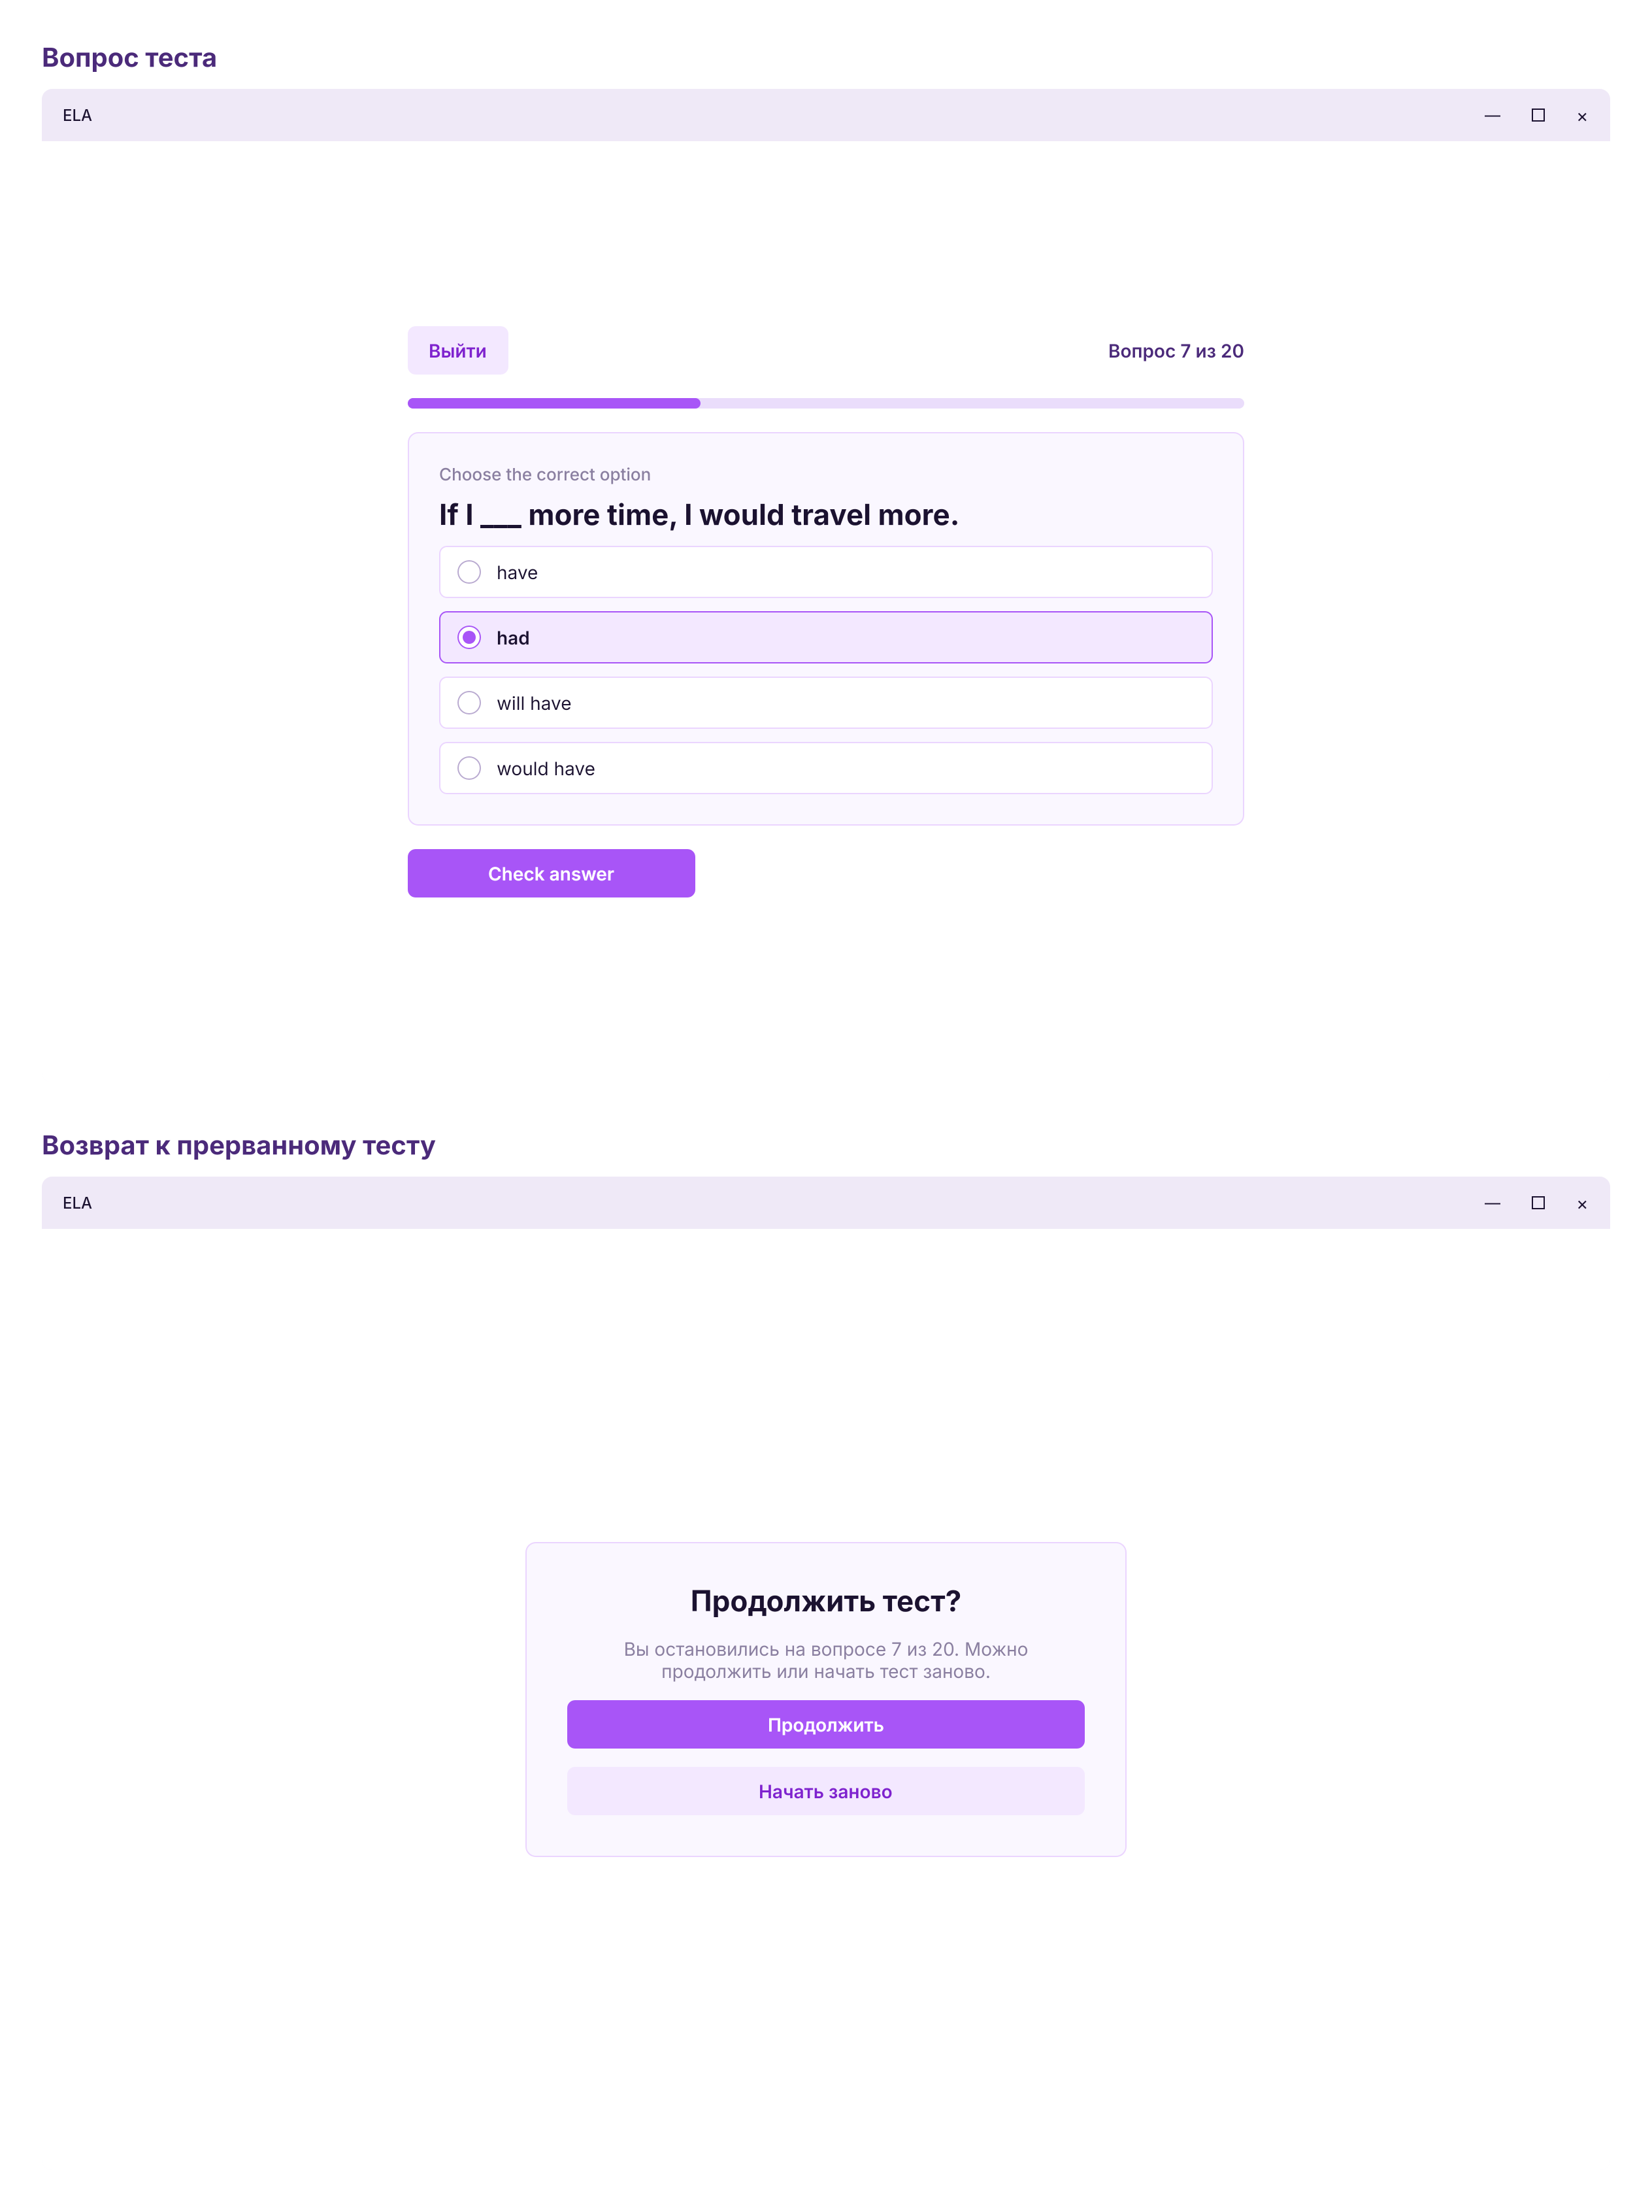 Вопрос теста
ELA
Выйти
Вопрос 7 из 20
Choose the correct option
If I ___ more time, I would travel more.
have
had
will have
would have
Check answer
Возврат к прерванному тесту
ELA
Продолжить тест?
Вы остановились на вопросе 7 из 20. Можно
продолжить или начать тест заново.
Продолжить
Начать заново